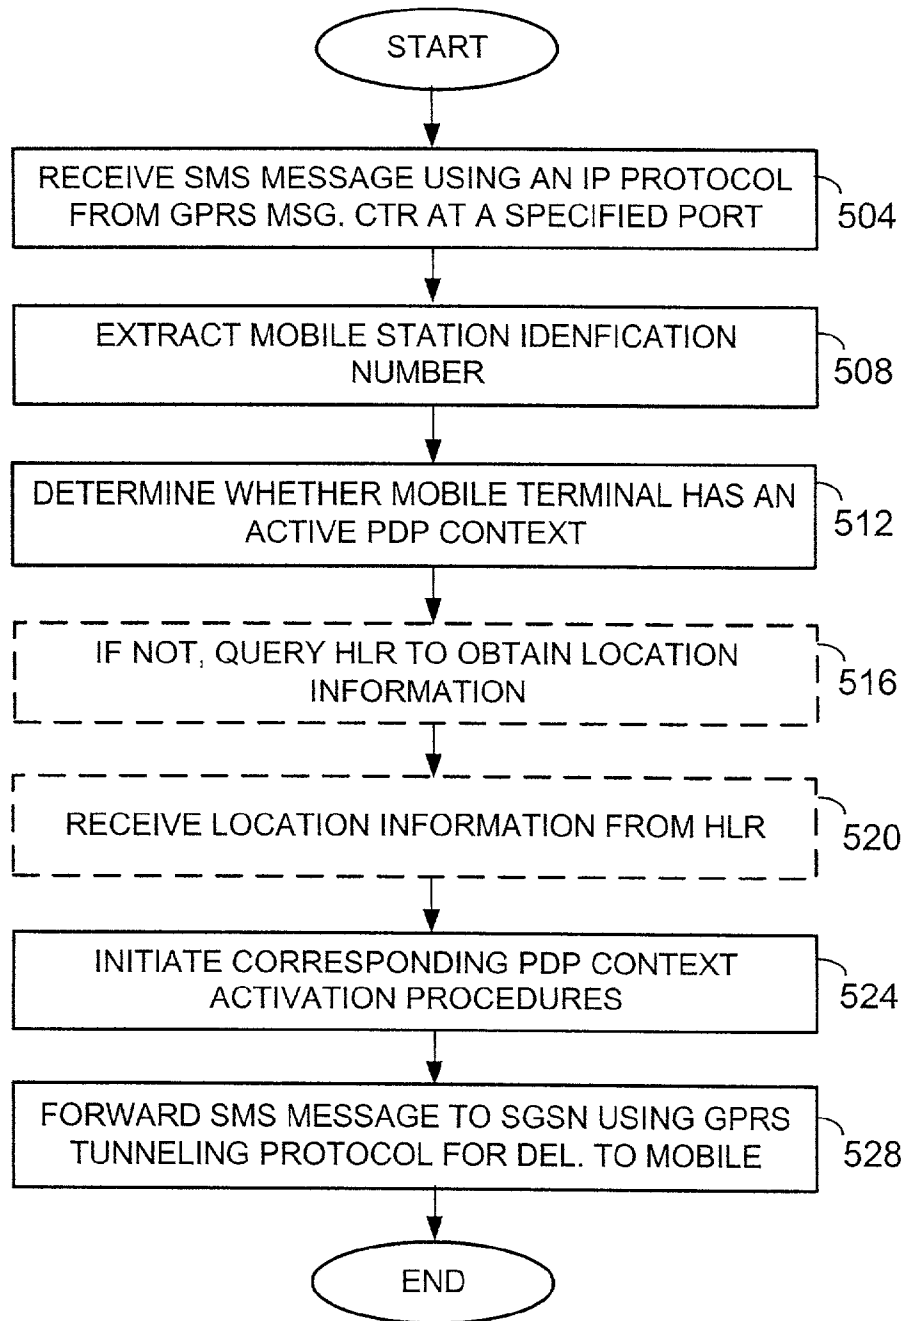 START
RECEIVE SMS MESSAGE USING AN IP PROTOCOL
FROM GPRS MSG. CTR AT A SPECIFIED PORT
504
EXTRACT MOBILE STATION IDENFICATION
NUMBER
508
DETERMINE WHETHER MOBILE TERMINAL HAS AN
ACTIVE PDP CONTEXT
512
IF NOT, QUERY HLR TO OBTAIN LOCATION
INFORMATION
516
RECEIVE LOCATION INFORMATION FROM HLR
520
INITIATE CORRESPONDING PDP CONTEXT
ACTIVATION PROCEDURES
524
FORWARD SMS MESSAGE TO SGSN USING GPRS
TUNNELING PROTOCOL FOR DEL. TO MOBILE
528
END